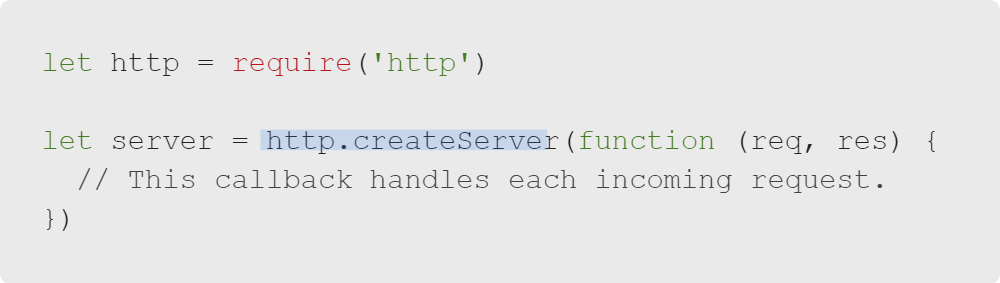 let http = require('http')
let server = http.createServer(function (req, res) {
// This callback handles each incoming request.
})